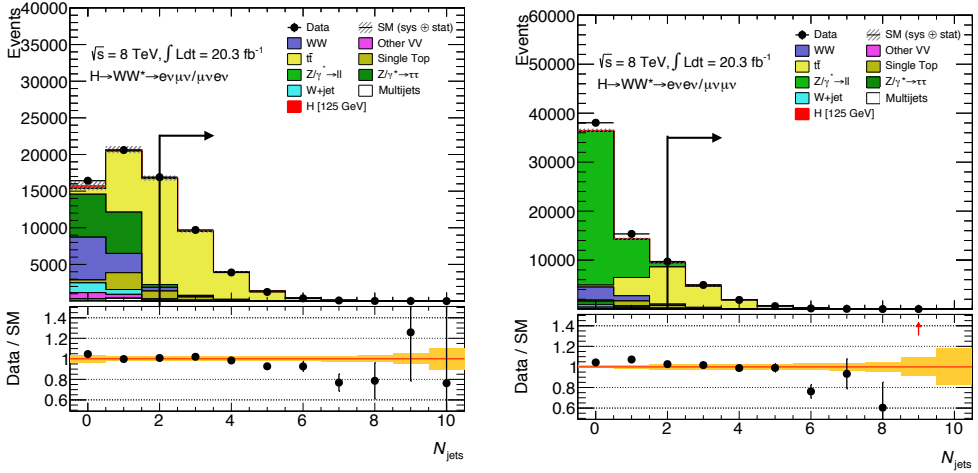 Events
40000
35000
30000
25000
20000
15000
10000
5000
Data
SM (sys ⊕ stat)
WW
Other VV
tt̄
Single Top
Z/γ* →ll
Z/γ* →ττ
W+jet
Multijets
H [125 GeV]
√s = 8 TeV, ∫ Ldt = 20.3 fb⁻¹
H→WW*→eνμν/μνeν
Data / SM
1.4
1.2
1
0.8
0.6
0 2 4 6 8 10
N_jets
Events
60000
50000
40000
30000
20000
10000
Data
SM (sys ⊕ stat)
WW
Other VV
tt̄
Single Top
Z/γ* →ll
Z/γ* →ττ
W+jet
Multijets
H [125 GeV]
√s = 8 TeV, ∫ Ldt = 20.3 fb⁻¹
H→WW*→eνeν/μνμν
Data / SM
1.4
1.2
1
0.8
0.6
0 2 4 6 8 10
N_jets